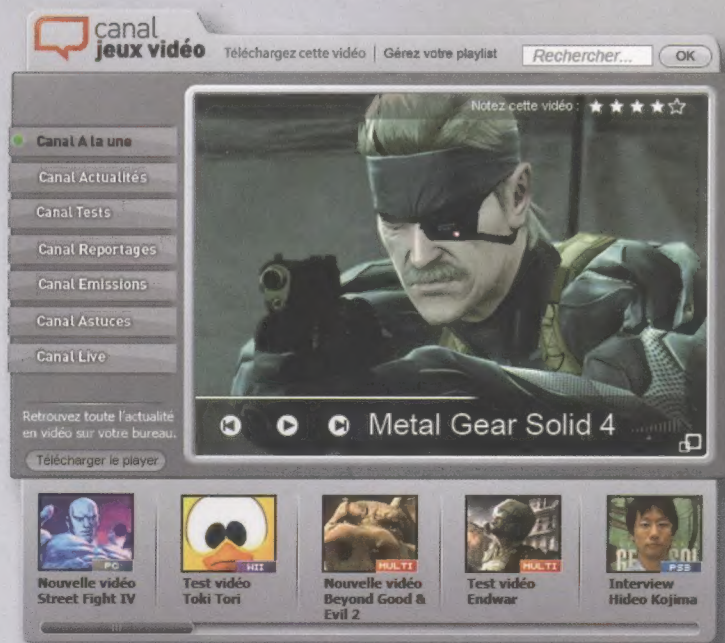 canal
jeux vidéo
Téléchargez cette vidéo | Gérez votre playlist
Rechercher...
OK
Notez cette vidéo :
Canal A la une
Canal Actualités
Canal Tests
Canal Reportages
Canal Emissions
Canal Astuces
Canal Live
Retrouvez toute l'actualité
en vidéo sur votre bureau.
Télécharger le player
Metal Gear Solid 4
PC
Nouvelle vidéo
Street Fight IV
WII
Test vidéo
Toki Tori
MULTI
Nouvelle vidéo
Beyond Good &
Evil 2
MULTI
Test vidéo
Endwar
PS3
Interview
Hideo Kojima